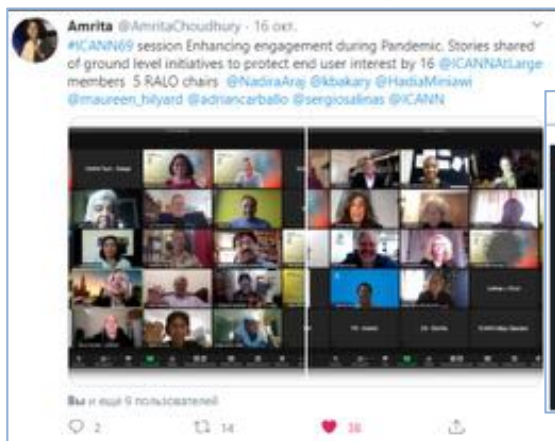 Amrita @AmritaChoudhury · 16 окт.
#ICANN69 session Enhancing engagement during Pandemic. Stories shared
of ground level initiatives to protect end user interest by 16 @ICANNAtLarge
members 5 RALO chairs @NadiraAraj @kbakary @HadiaMiniawi
@maureen_hilyard @adriancarballo @sergiosalinas @ICANN
Вы и ещё 9 пользователей
2 14 38